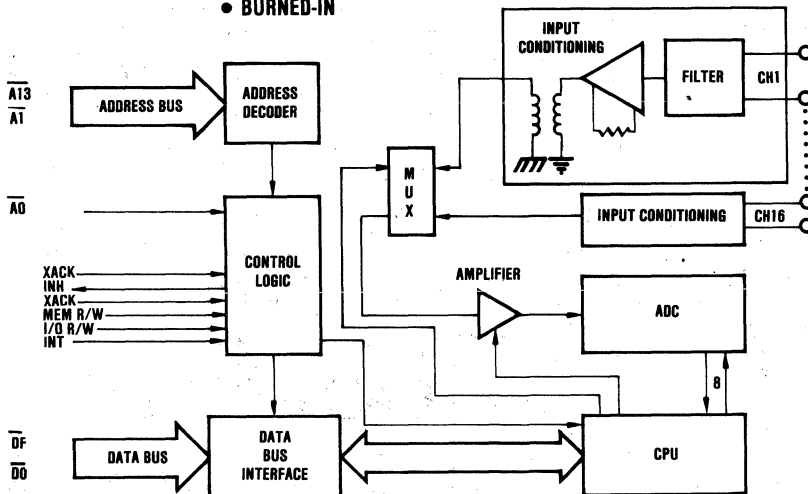 • BURNED-IN
INPUT
CONDITIONING
FILTER
CH1
A13
A1
ADDRESS BUS
ADDRESS
DECODER
M
U
X
A0
INPUT CONDITIONING
CH16
CONTROL
LOGIC
XACK
INH
XACK
MEM R/W
I/O R/W
INT
AMPLIFIER
ADC
8
DF
D0
DATA BUS
DATA
BUS
INTERFACE
CPU